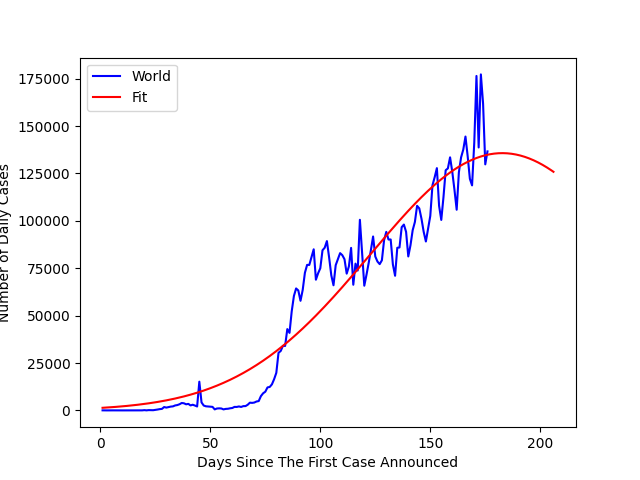 World
Fit
175000
150000
125000
100000
75000
50000
25000
0
Number of Daily Cases
0 50 100 150 200
Days Since The First Case Announced